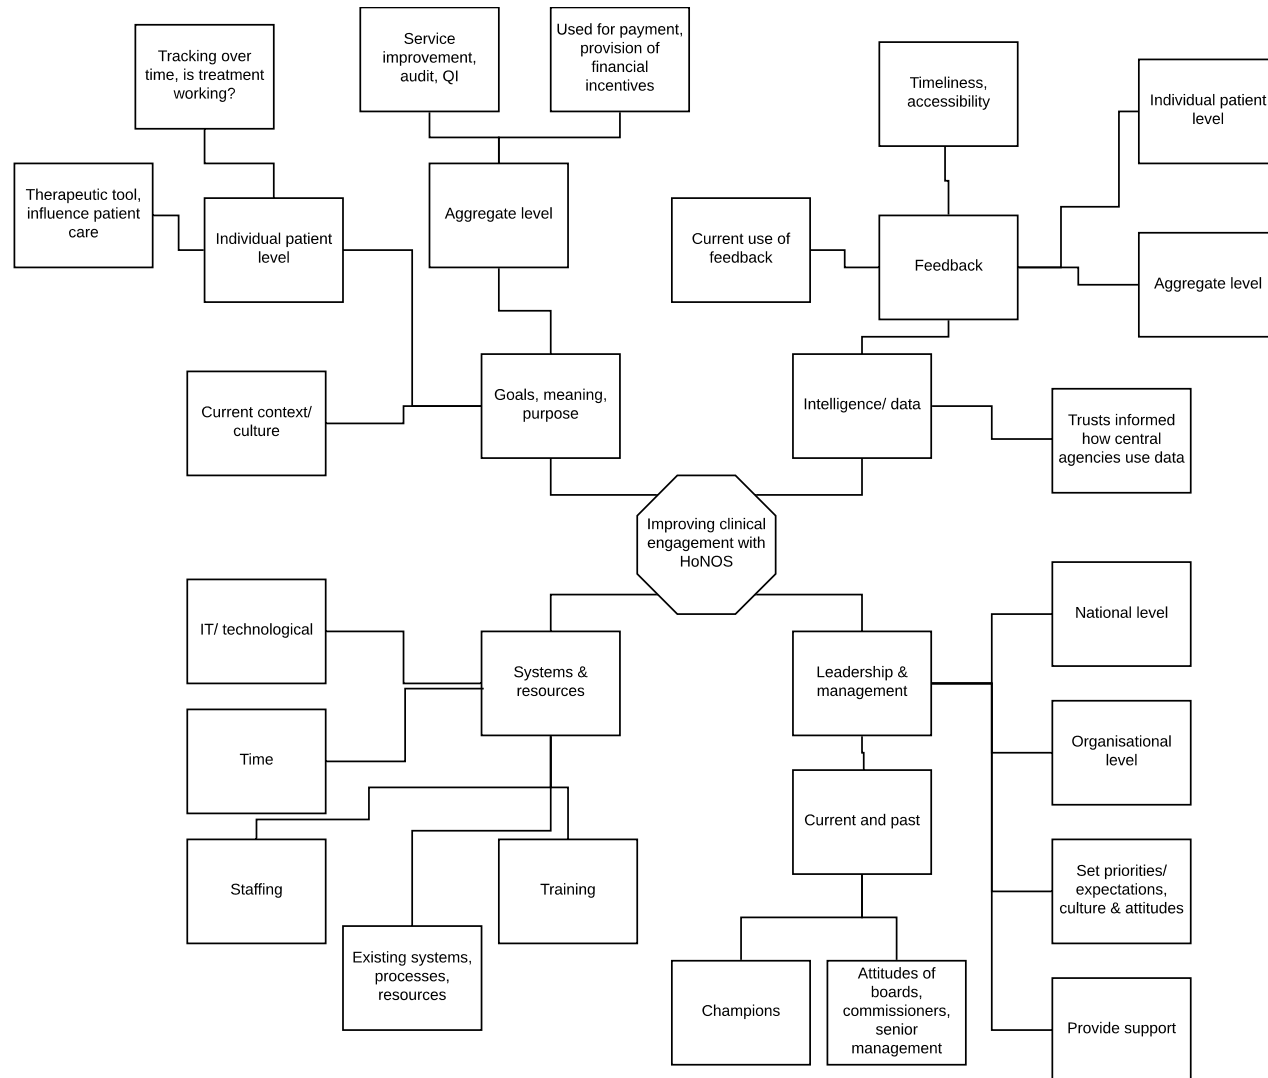 Tracking over
time, is treatment
working?
Service
improvement,
audit, QI
Used for payment,
provision of
financial
incentives
Timeliness,
accessibility
Individual patient
level
Therapeutic tool,
influence patient
care
Individual patient
level
Aggregate level
Current use of
feedback
Feedback
Aggregate level
Current context/
culture
Goals, meaning,
purpose
Intelligence/ data
Trusts informed
how central
agencies use data
Improving clinical
engagement with
HoNOS
IT/ technological
Systems &
resources
Leadership &
management
National level
Time
Organisational
level
Current and past
Staffing
Training
Set priorities/
expectations,
culture & attitudes
Existing systems,
processes,
resources
Champions
Attitudes of
boards,
commissioners,
senior
management
Provide support